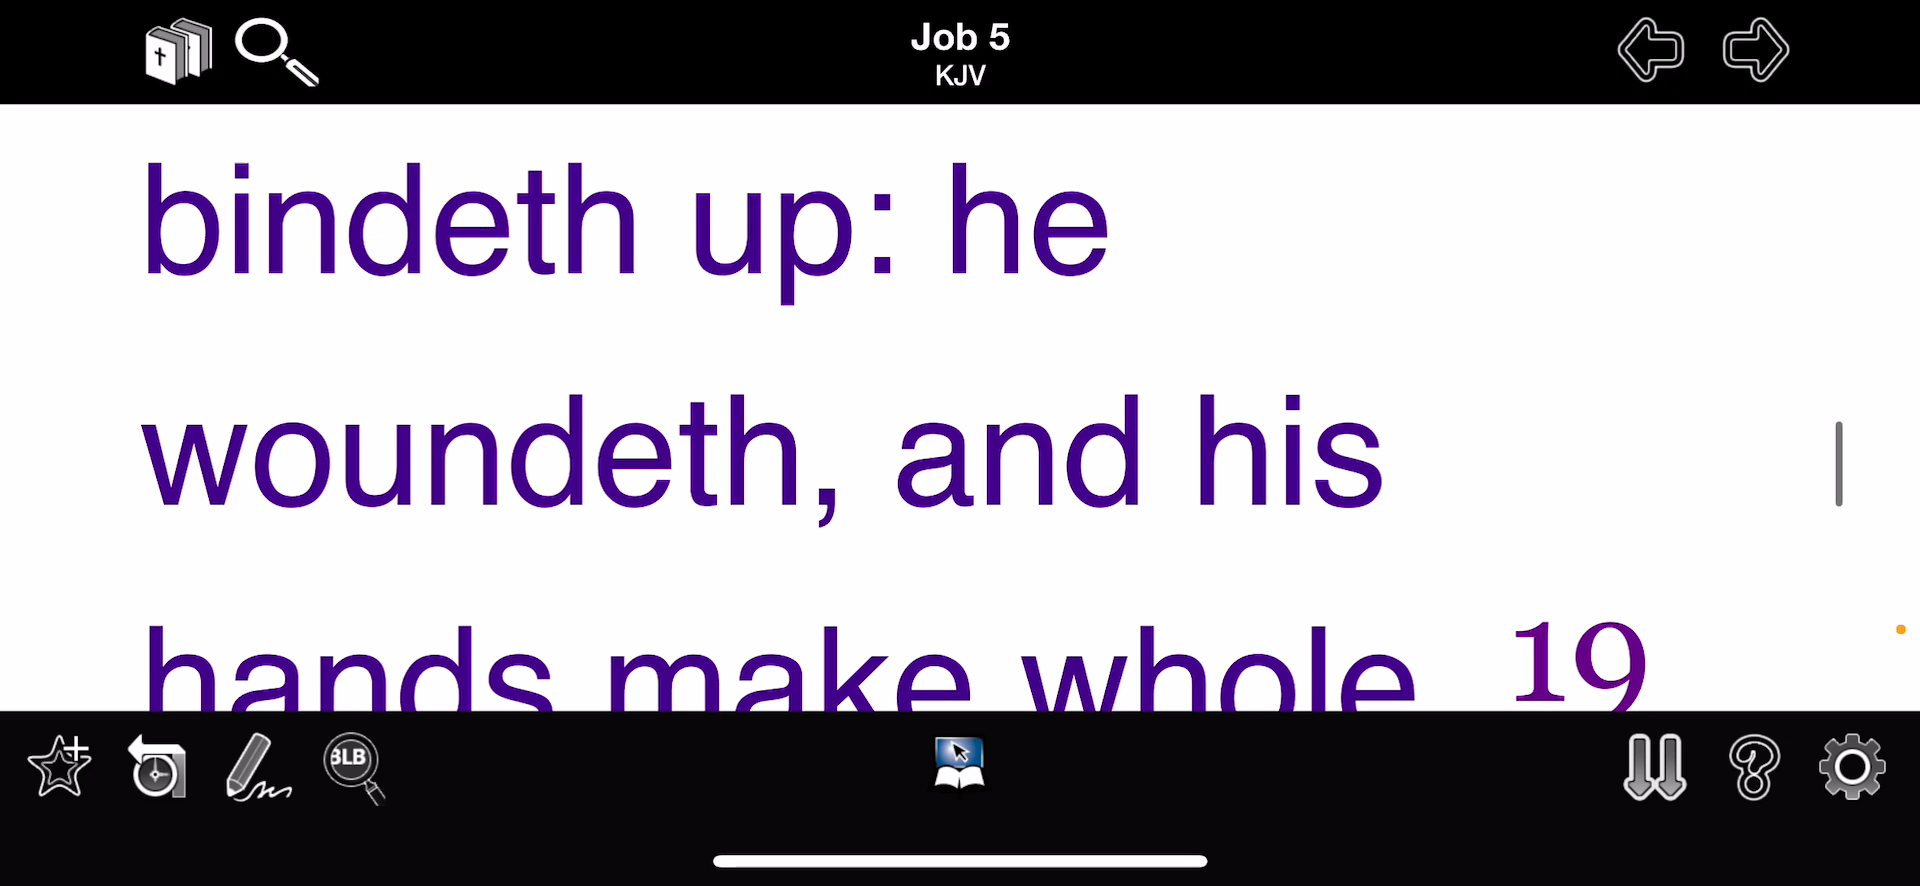 Job 5
KJV
bindeth up: he
woundeth, and his
hands make whole 19
BLB